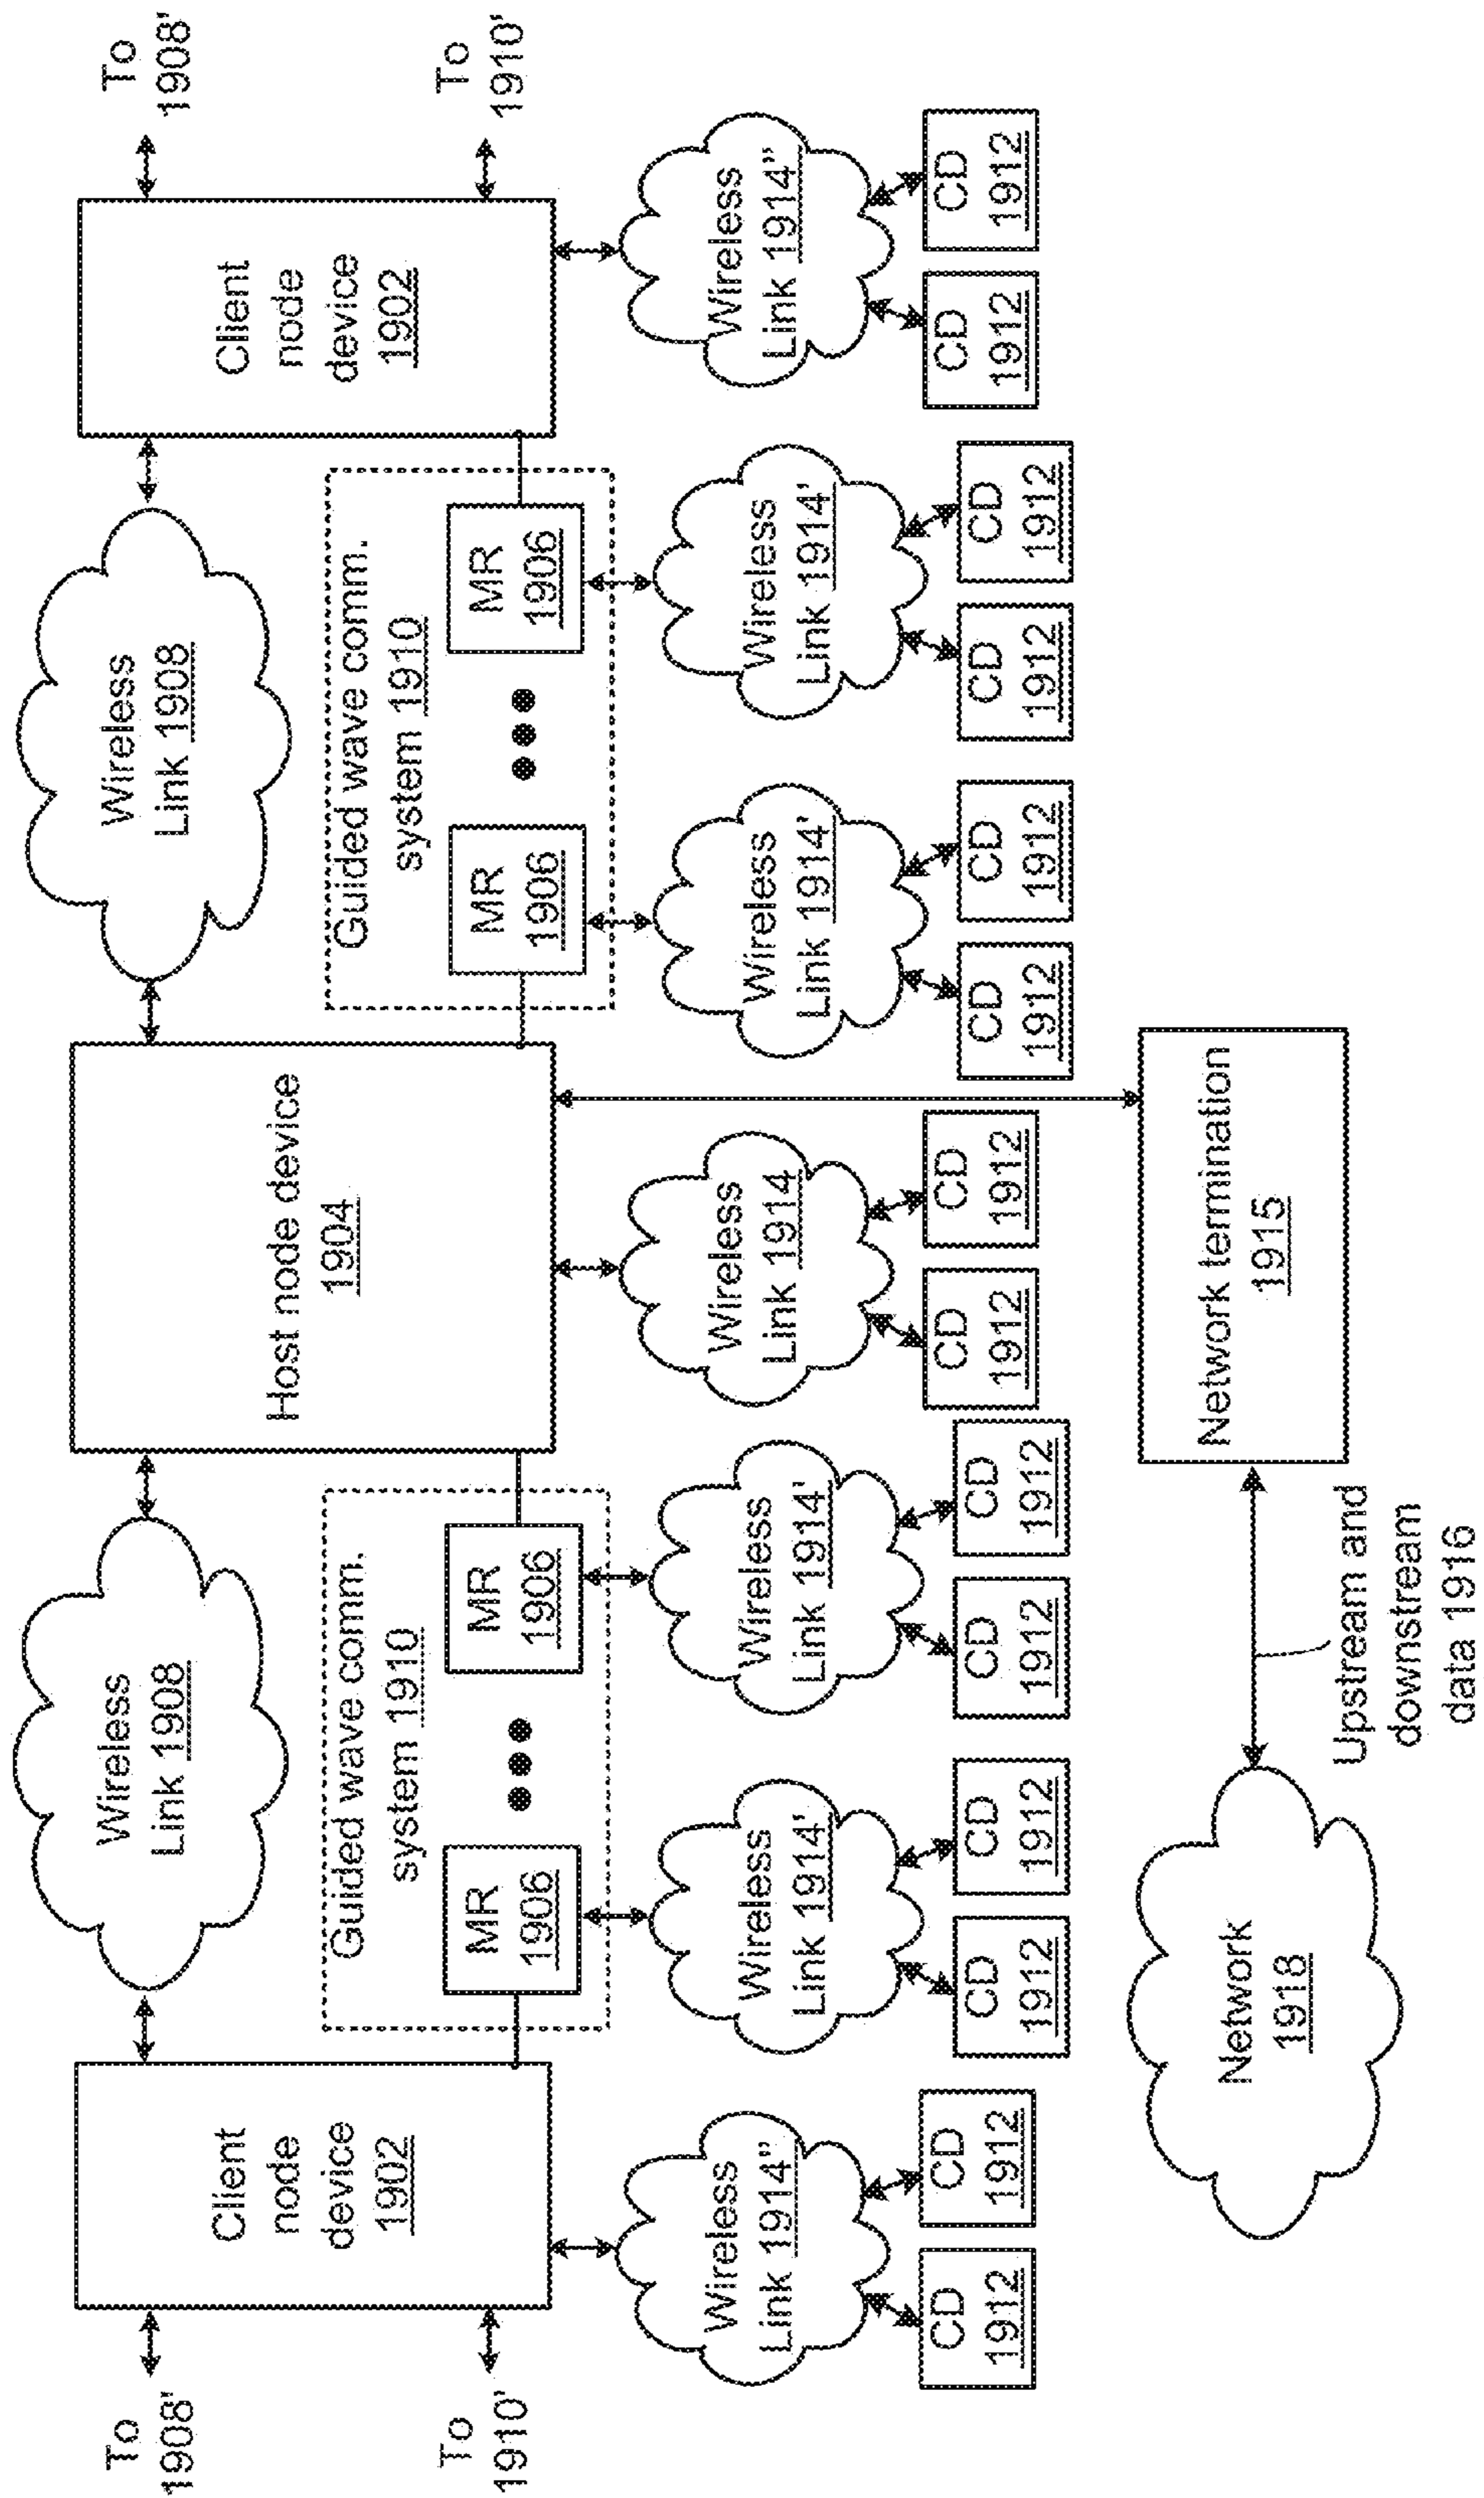 To
1908'
To
1910'
Client
node
device
1902
Wireless
Link 1908
Guided wave comm.
system 1910
MR
1906
MR
1906
Host node device
1904
Wireless
Link 1908
Guided wave comm.
system 1910
MR
1906
MR
1906
Client
node
device
1902
To
1908'
To
1910'
Wireless
Link 1914"
CD
1912
CD
1912
Wireless
Link 1914'
CD
1912
CD
1912
Wireless
Link 1914'
CD
1912
CD
1912
Wireless
Link 1914
CD
1912
CD
1912
Wireless
Link 1914'
CD
1912
CD
1912
Wireless
Link 1914'
CD
1912
CD
1912
Wireless
Link 1914"
CD
1912
CD
1912
Network
1918
Upstream and
downstream
data 1916
Network termination
1915